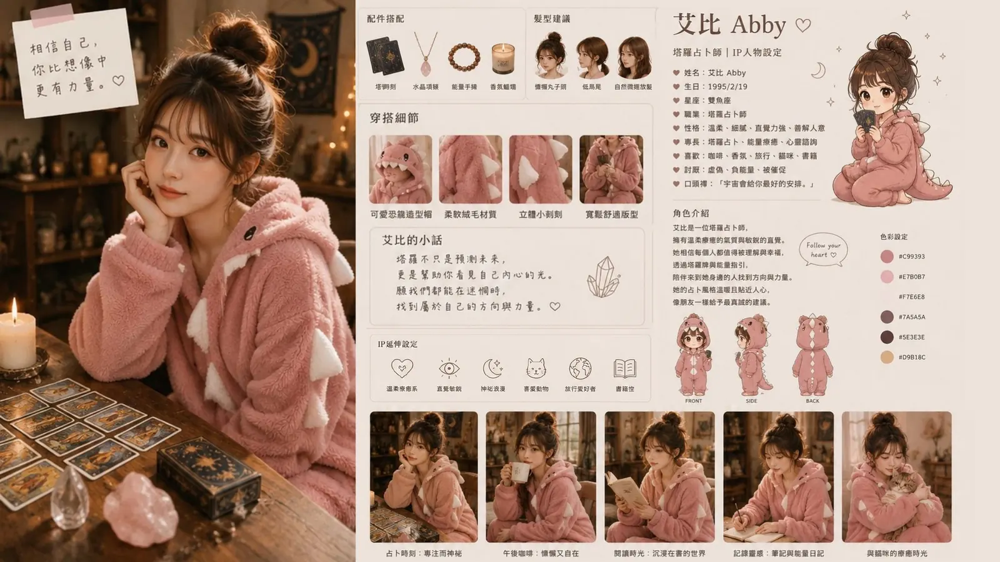 相信自己，
你比想像中
更有力量。♡
配件搭配
水晶項鍊
能量手鍊
香氛蠟燭
髮型建議
慵懶丸子頭
低馬尾
自然微捲放髮
穿搭細節
可愛恐龍造型帽
柔軟絨毛材質
立體小刺刺
寬鬆舒適版型
艾比的小話
塔羅不只是預測未來，
更是幫助你看見自己內心的光。
願我們都能在迷惘時，
找到屬於自己的方向與力量。♡
IP延伸設定
溫柔療癒系
直覺敏銳
神祕浪漫
喜愛動物
旅行愛好者
書籍控
艾比 Abby ♡
塔羅占卜師｜IP人物設定
姓名：艾比 Abby
生日：1995/2/19
星座：雙魚座
職業：塔羅占卜師
性格：溫柔、細膩、直覺力強、善解人意
專長：塔羅占卜、能量療癒、心靈諮詢
喜歡：咖啡、香氛、旅行、貓咪、書籍
討厭：虛偽、負能量、被催促
口頭禪：「宇宙會給你最好的安排。」
角色介紹
艾比是一位塔羅占卜師，
擁有溫柔療癒的氣質與敏銳的直覺。
她相信每個人都值得被理解與幸福，
透過塔羅牌與能量指引，
陪伴來到她身邊的人找到方向與力量。
她的占卜風格溫暖且貼近人心，
像朋友一樣給予最真誠的建議。
Follow your
heart ♡
色彩設定
#C99393
#E7B0B7
#F7E6E8
#7A5A5A
#5E3E3E
#D9B18C
FRONT
SIDE
BACK
占卜時刻：專注而神祕
午後咖啡：慵懶又自在
閱讀時光：沉浸在書的世界
記錄靈感：筆記與能量日記
與貓咪的療癒時光